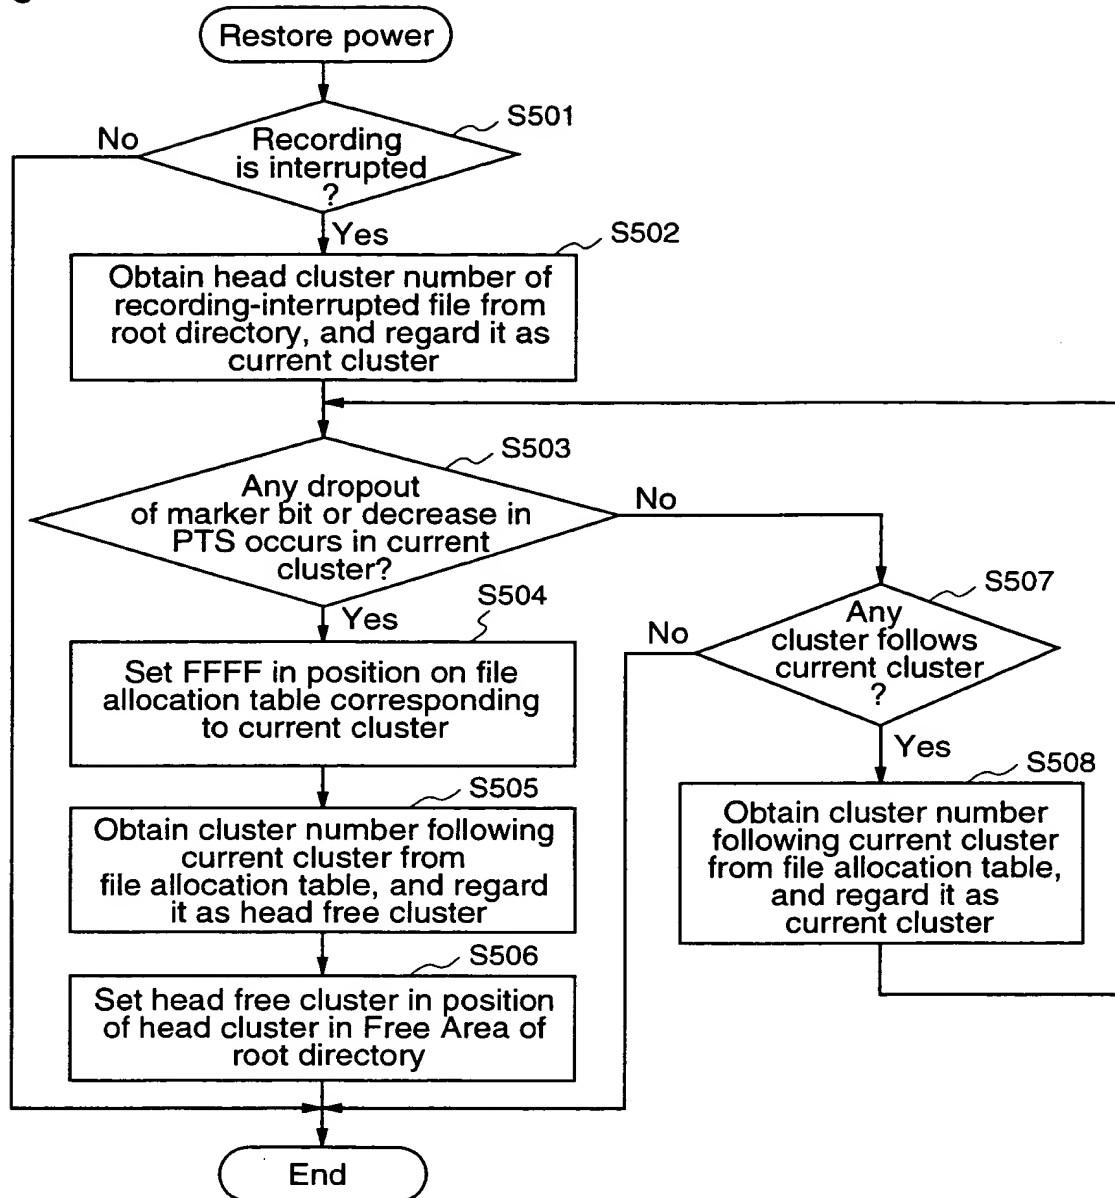 Restore power
S501
No
Recording
is interrupted
?
Yes
S502
Obtain head cluster number of
recording-interrupted file from
root directory, and regard it as
current cluster
S503
Any dropout
of marker bit or decrease in
PTS occurs in current
cluster?
No
S504
Yes
Set FFFF in position on file
allocation table corresponding
to current cluster
S505
Obtain cluster number following
current cluster from
file allocation table, and regard
it as head free cluster
S506
Set head free cluster in position
of head cluster in Free Area of
root directory
S507
No
Any
cluster follows
current cluster
?
Yes
S508
Obtain cluster number
following current cluster
from file allocation table,
and regard it as
current cluster
End